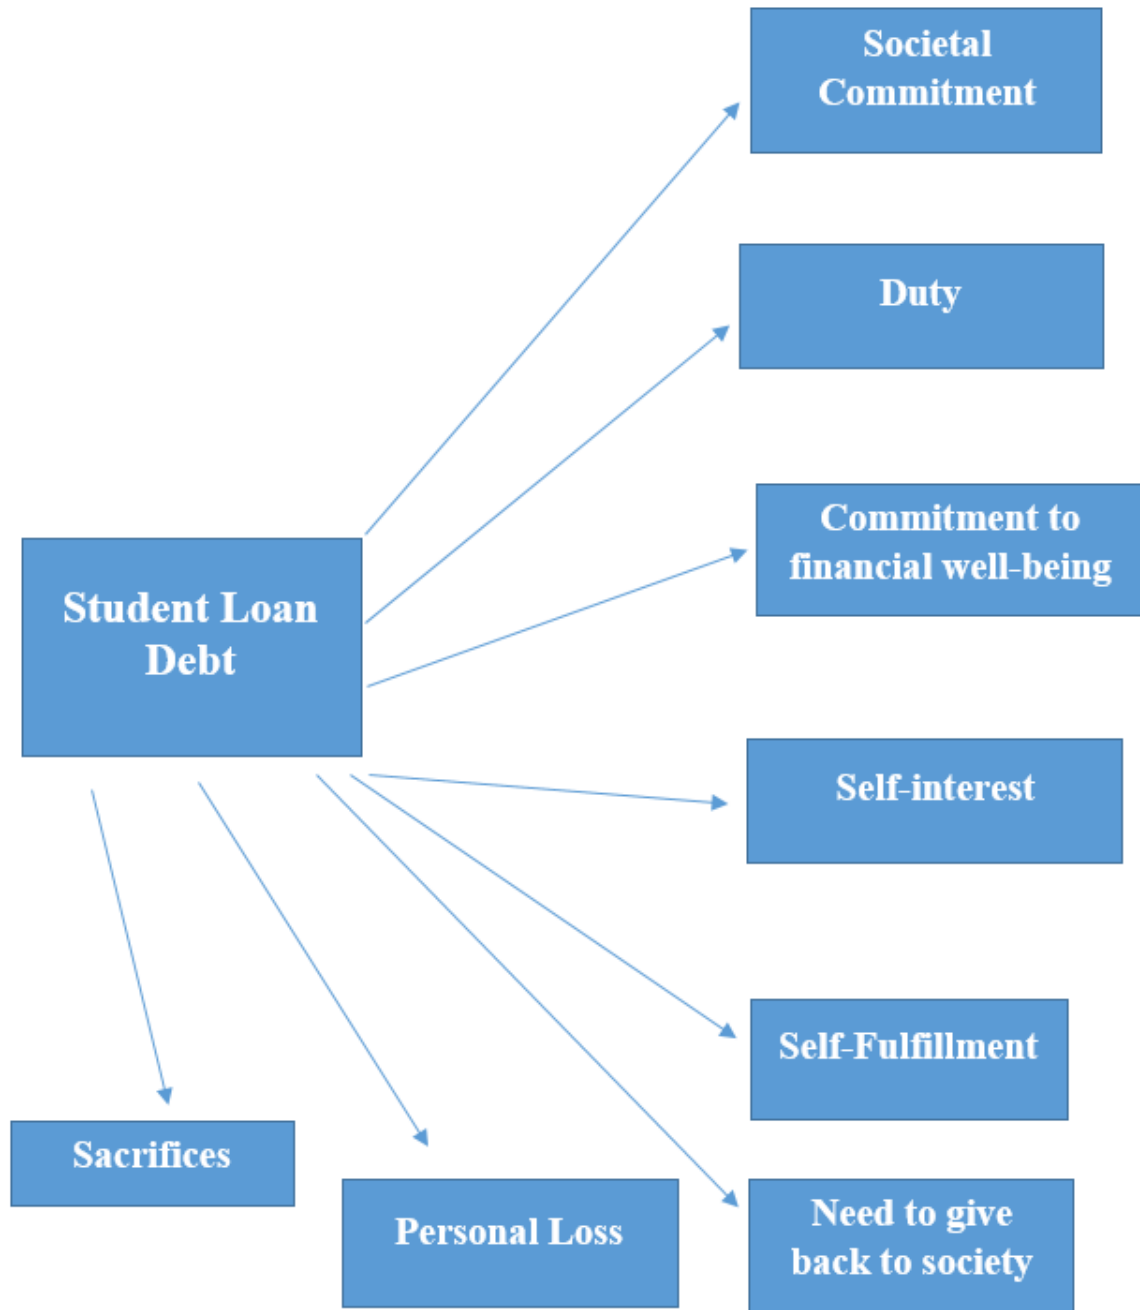 Societal
Commitment
Duty
Commitment to
financial well-being
Student Loan
Debt
Self-interest
Self-Fulfillment
Sacrifices
Personal Loss
Need to give
back to society